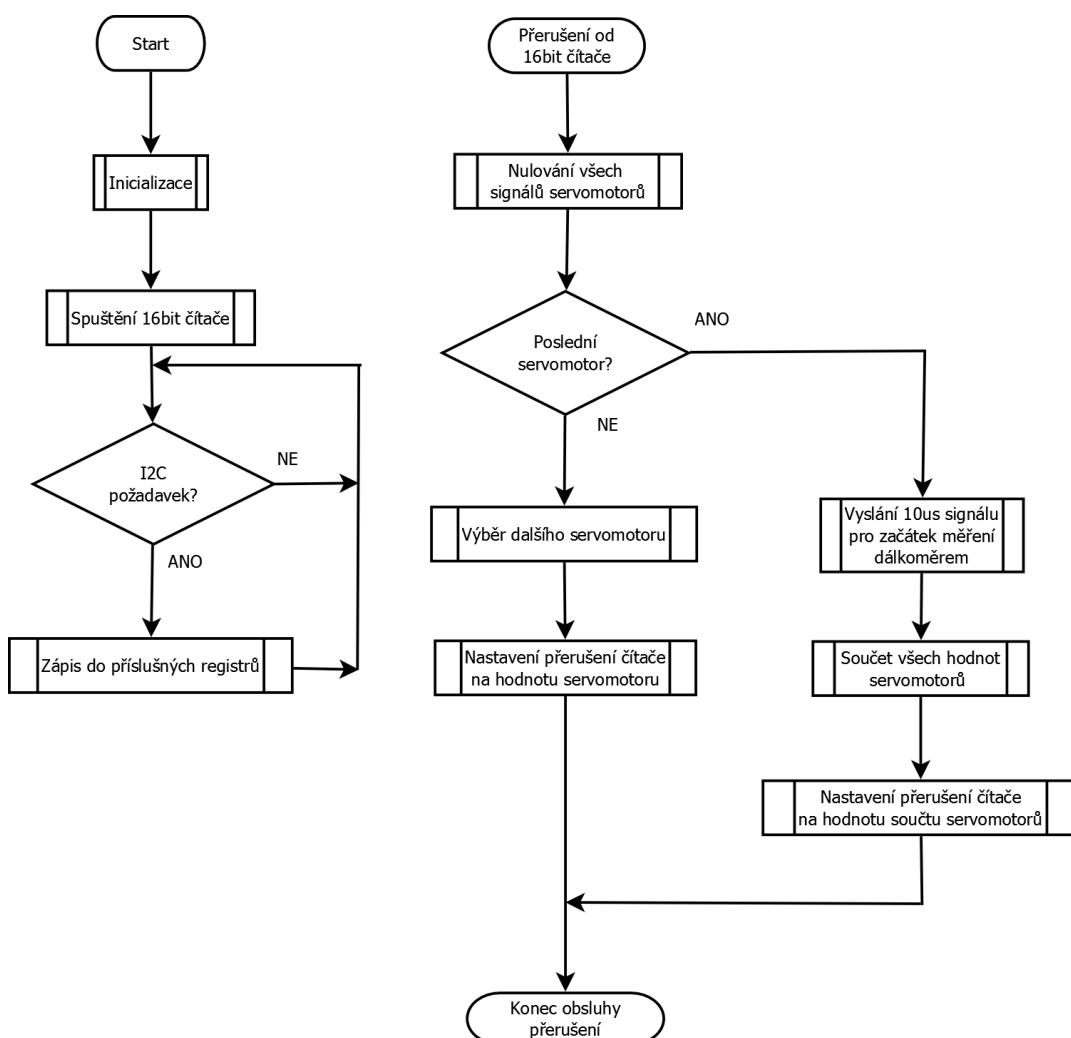 Start
Inicializace
Spuštění 16bit čítače
I2C
požadavek?
NE
ANO
Zápis do příslušných registrů
Přerušení od
16bit čítače
Nulování všech
signálů servomotorů
Poslední
servomotor?
ANO
NE
Výběr dalšího servomotoru
Nastavení přerušení čítače
na hodnotu servomotoru
Vyslání 10us signálu
pro začátek měření
dálkoměrem
Součet všech hodnot
servomotorů
Nastavení přerušení čítače
na hodnotu součtu servomotorů
Konec obsluhy
přerušení